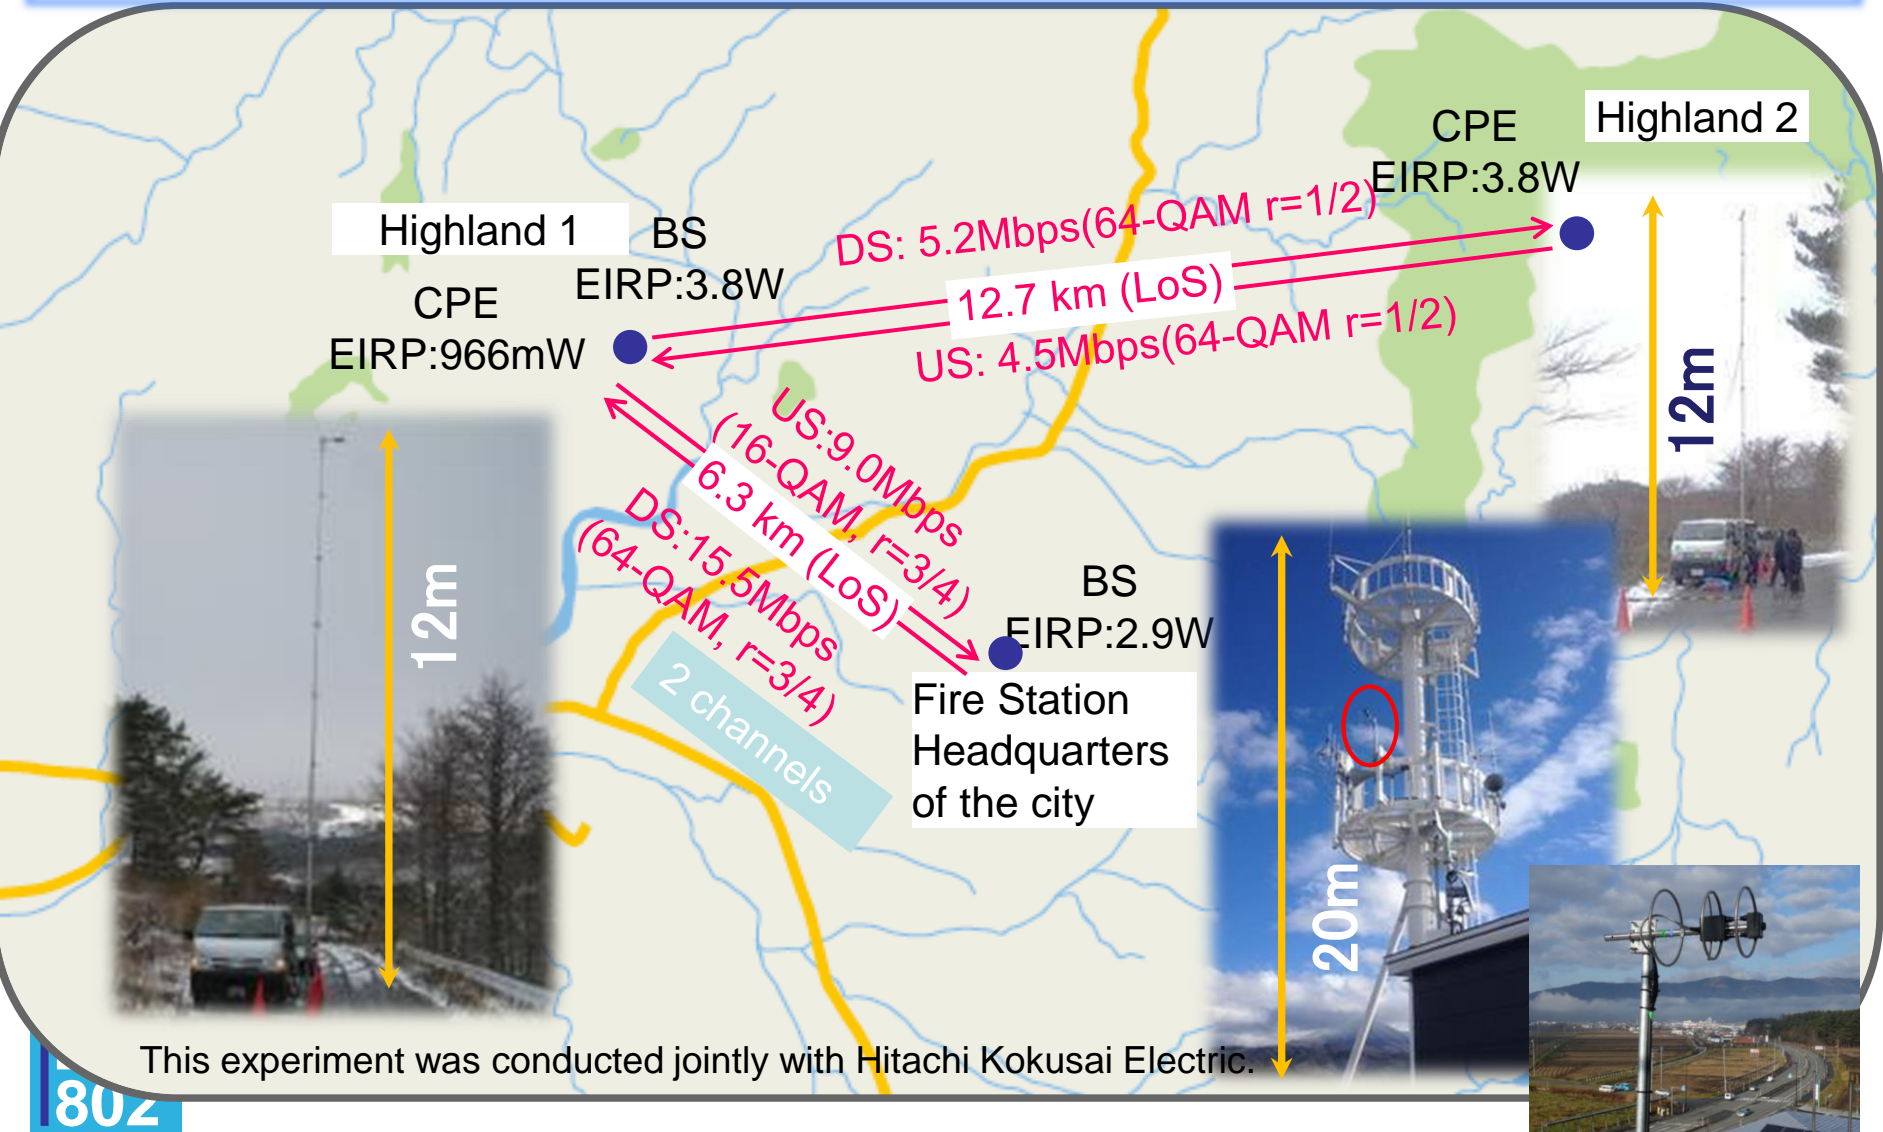 Highland 2
CPE
EIRP:3.8W
Highland 1
BS
EIRP:3.8W
CPE
EIRP:966mW
DS: 5.2Mbps(64-QAM r=1/2)
12.7 km (LoS)
US: 4.5Mbps(64-QAM r=1/2)
US:9.0Mbps
(16-QAM, r=3/4)
6.3 km (LoS)
DS:15.5Mbps
(64-QAM, r=3/4)
2 channels
BS
EIRP:2.9W
Fire Station
Headquarters
of the city
12m
12m
20m
This experiment was conducted jointly with Hitachi Kokusai Electric.
802